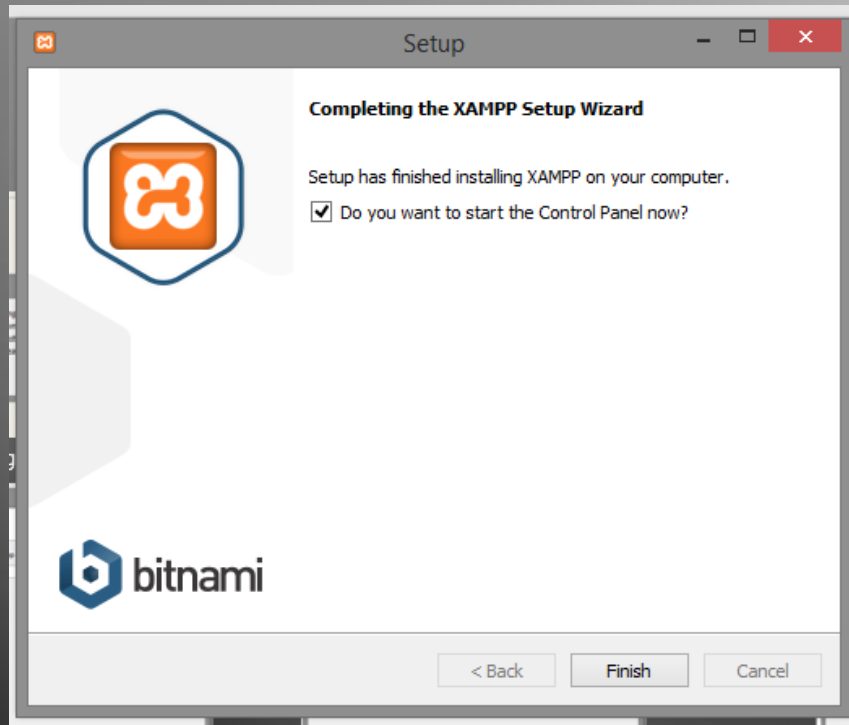 Setup
Completing the XAMPP Setup Wizard
Setup has finished installing XAMPP on your computer.
Do you want to start the Control Panel now?
bitnami
< Back
Finish
Cancel